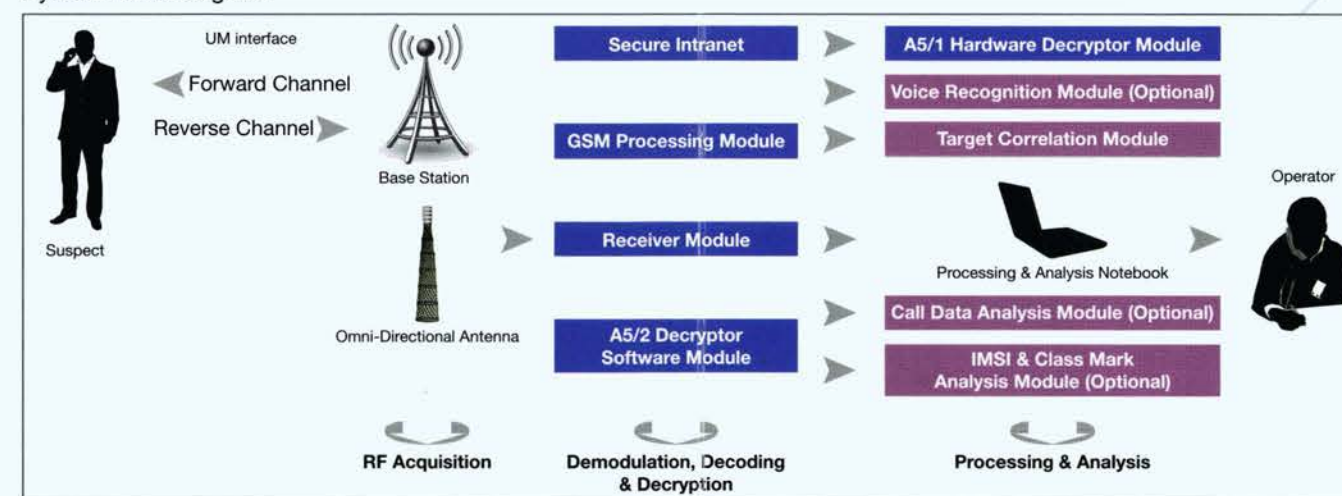 UM interface
Forward Channel
Reverse Channel
Suspect
Base Station
Omni-Directional Antenna
Secure Intranet
GSM Processing Module
Receiver Module
A5/2 Decryptor
Software Module
A5/1 Hardware Decryptor Module
Voice Recognition Module (Optional)
Target Correlation Module
Processing & Analysis Notebook
Call Data Analysis Module (Optional)
IMSI & Class Mark
Analysis Module (Optional)
Operator
RF Acquisition
Demodulation, Decoding
& Decryption
Processing & Analysis